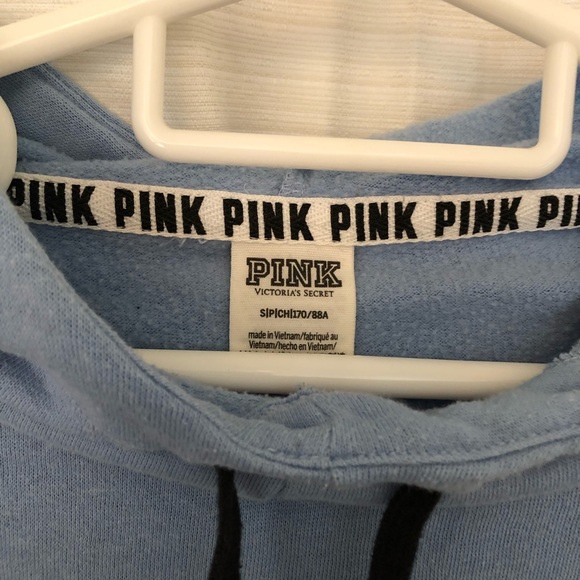 PINK PINK PINK PINK PINK PI
PINK
VICTORIA'S SECRET
S|P|CH|170/88A
made in Vietnam/fabriqué au
Vietnam/hecho en Vietnam/